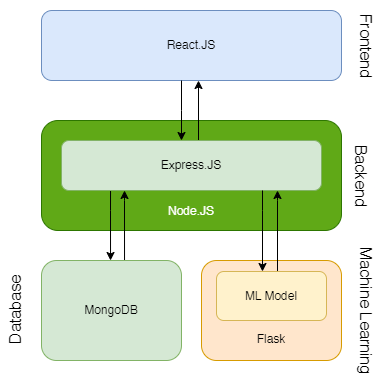 React.JS
Frontend
Express.JS
Node.JS
Backend
MongoDB
Database
ML Model
Flask
Machine Learning